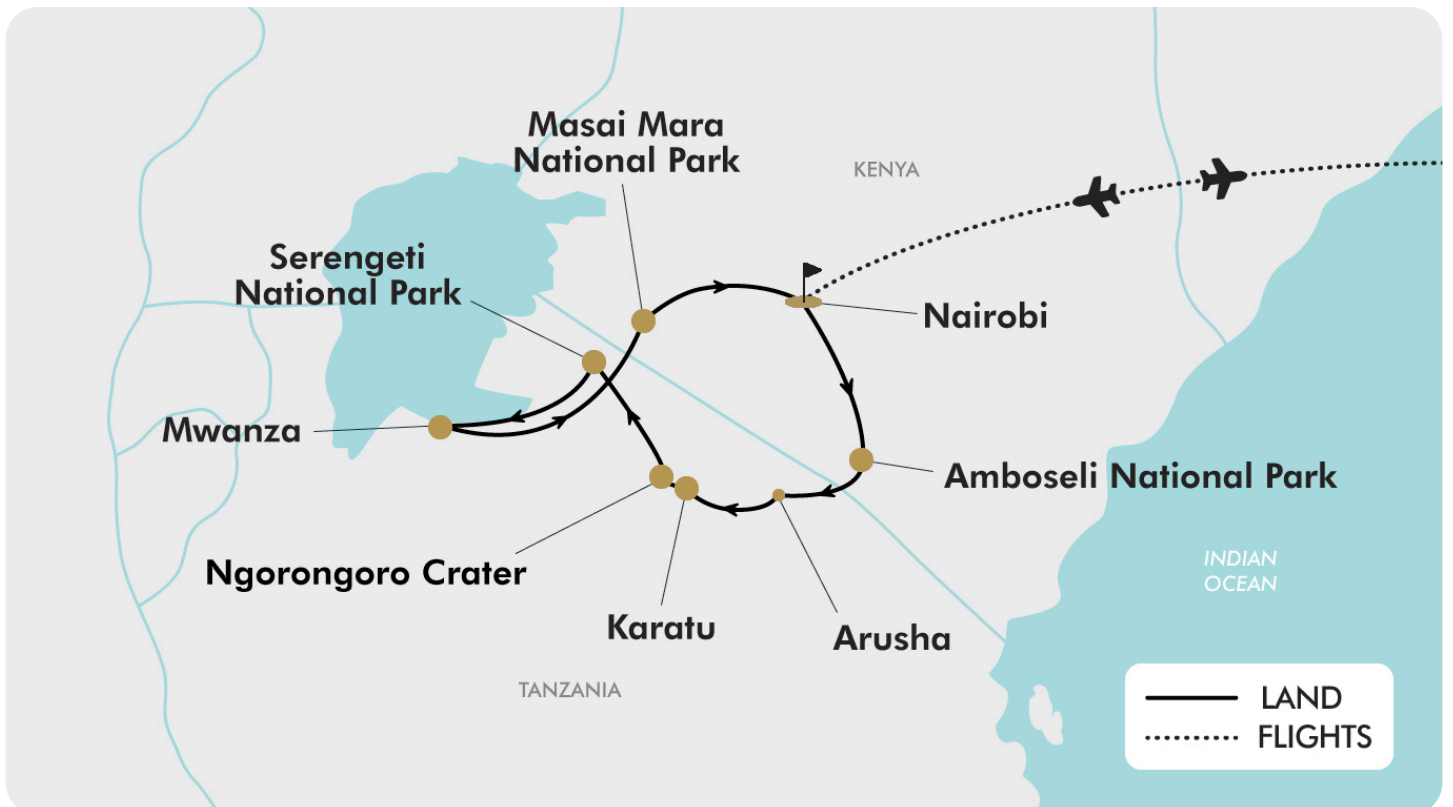 Masai Mara
National Park
KENYA
Serengeti
National Park
Nairobi
Mwanza
Amboseli National Park
Ngorongoro Crater
INDIAN
OCEAN
Karatu
Arusha
TANZANIA
LAND
FLIGHTS